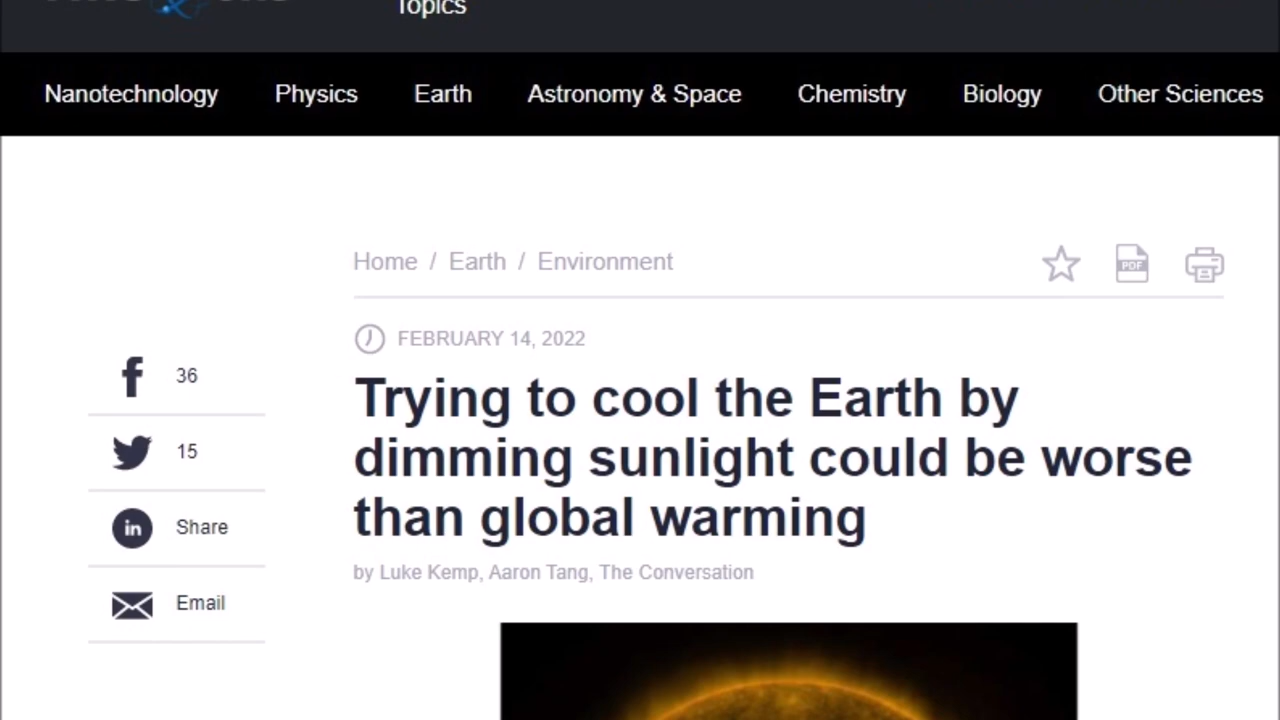 Topics
Nanotechnology Physics Earth Astronomy & Space Chemistry Biology Other Sciences
Home / Earth / Environment
PDF
FEBRUARY 14, 2022
Trying to cool the Earth by
dimming sunlight could be worse
than global warming
by Luke Kemp, Aaron Tang, The Conversation
36
15
in Share
Email